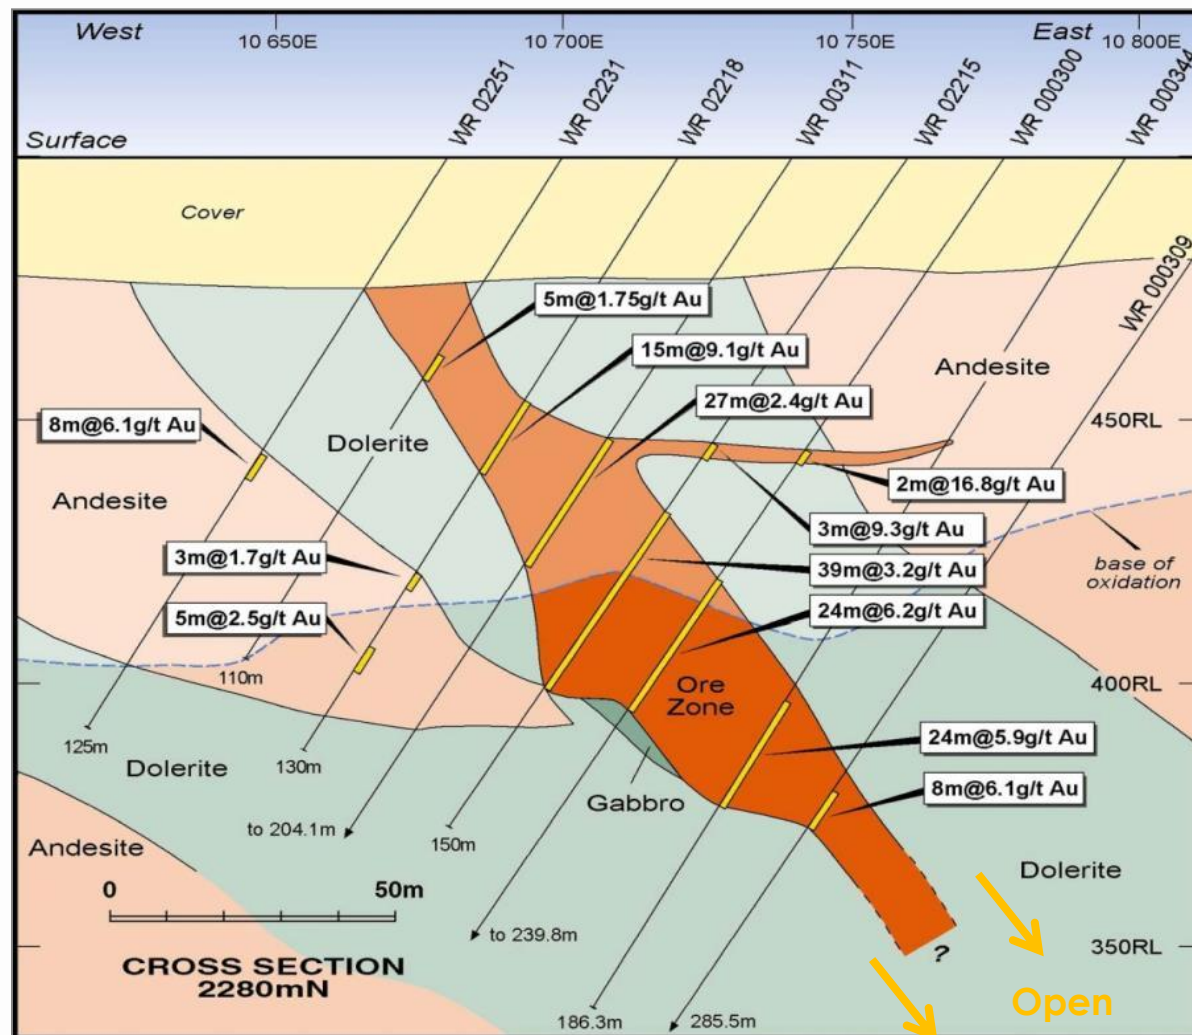 West
East
10 650E
10 700E
10 750E
10 800E
WR 02251
WR 02231
WR 02218
WR 00311
WR 02215
WR 000300
WR 000344
Surface
Cover
WR 000309
5m@1.75g/t Au
15m@9.1g/t Au
Andesite
27m@2.4g/t Au
8m@6.1g/t Au
450RL
Dolerite
2m@16.8g/t Au
Andesite
3m@9.3g/t Au
3m@1.7g/t Au
base of
oxidation
39m@3.2g/t Au
5m@2.5g/t Au
24m@6.2g/t Au
110m
Ore
Zone
400RL
125m
24m@5.9g/t Au
130m
Dolerite
8m@6.1g/t Au
Gabbro
to 204.1m
150m
Andesite
Dolerite
0
50m
to 239.8m
350RL
?
CROSS SECTION
2280mN
Open
186.3m
285.5m